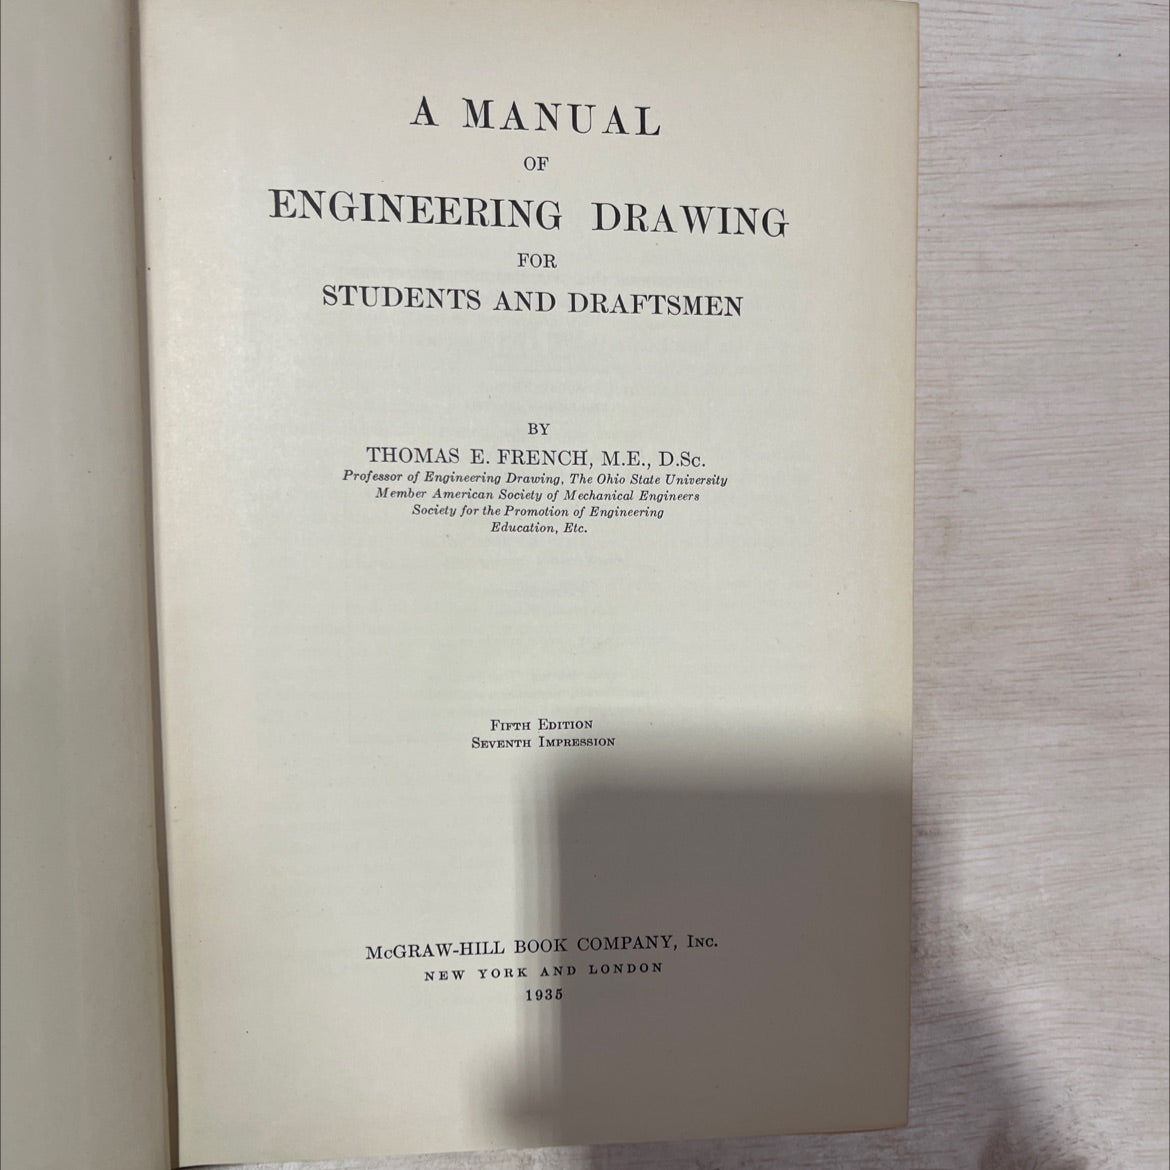 A MANUAL
OF
ENGINEERING DRAWING
FOR
STUDENTS AND DRAFTSMEN
BY
THOMAS E. FRENCH, M.E., D.Sc.
Professor of Engineering Drawing, The Ohio State University
Member American Society of Mechanical Engineers
Society for the Promotion of Engineering
Education, Etc.
FIFTH EDITION
SEVENTH IMPRESSION
McGRAW-HILL BOOK COMPANY, INC.
NEW YORK AND LONDON
1935